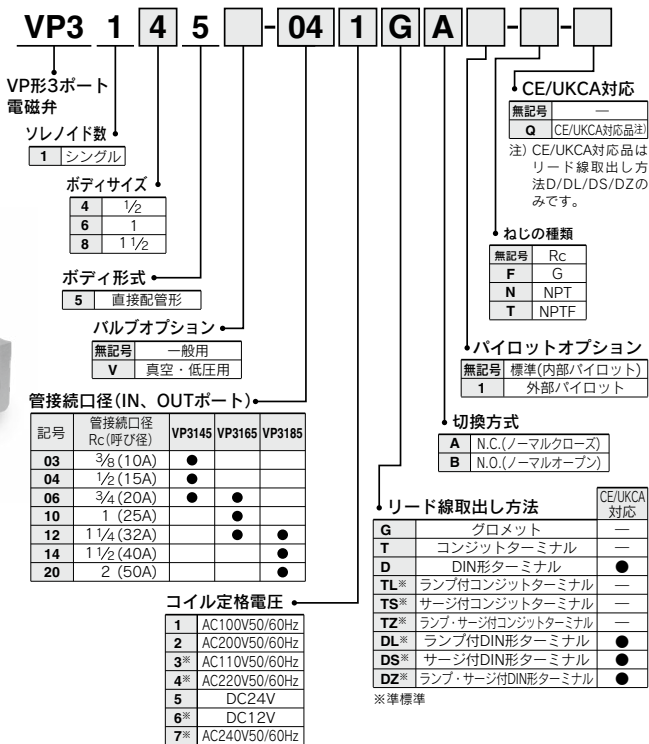 VP3 1 4 5 - 04 1 G A - -
VP形3ポート
電磁弁
ソレノイド数
1 シングル
ボディサイズ
4 1/2
6 1
8 1 1/2
ボディ形式
5 直接配管形
バルブオプション
無記号 一般用
V 真空・低圧用
管接続口径(IN、OUTポート)
記号 管接続口径 Rc(呼び径) VP3145 VP3165 VP3185
03 3/8(10A) ●
04 1/2(15A) ●
06 3/4(20A) ● ●
10 1 (25A) ●
12 1 1/4(32A) ● ●
14 1 1/2(40A) ●
20 2 (50A) ●
コイル定格電圧
1 AC100V50/60Hz
2 AC200V50/60Hz
3※ AC110V50/60Hz
4※ AC220V50/60Hz
5 DC24V
6※ DC12V
7※ AC240V50/60Hz
CE/UKCA対応
無記号 —
Q CE/UKCA対応品注)
注) CE/UKCA対応品は
リード線取出し方
法D/DL/DS/DZの
みです。
ねじの種類
無記号 Rc
F G
N NPT
T NPTF
パイロットオプション
無記号 標準(内部パイロット)
1 外部パイロット
切換方式
A N.C.(ノーマルクローズ)
B N.O.(ノーマルオープン)
リード線取出し方法 CE/UKCA 対応
G グロメット —
T コンジットターミナル —
D DIN形ターミナル ●
TL※ ランプ付コンジットターミナル —
TS※ サージ付コンジットターミナル —
TZ※ ランプ・サージ付コンジットターミナル —
DL※ ランプ付DIN形ターミナル ●
DS※ サージ付DIN形ターミナル ●
DZ※ ランプ・サージ付DIN形ターミナル ●
※準標準